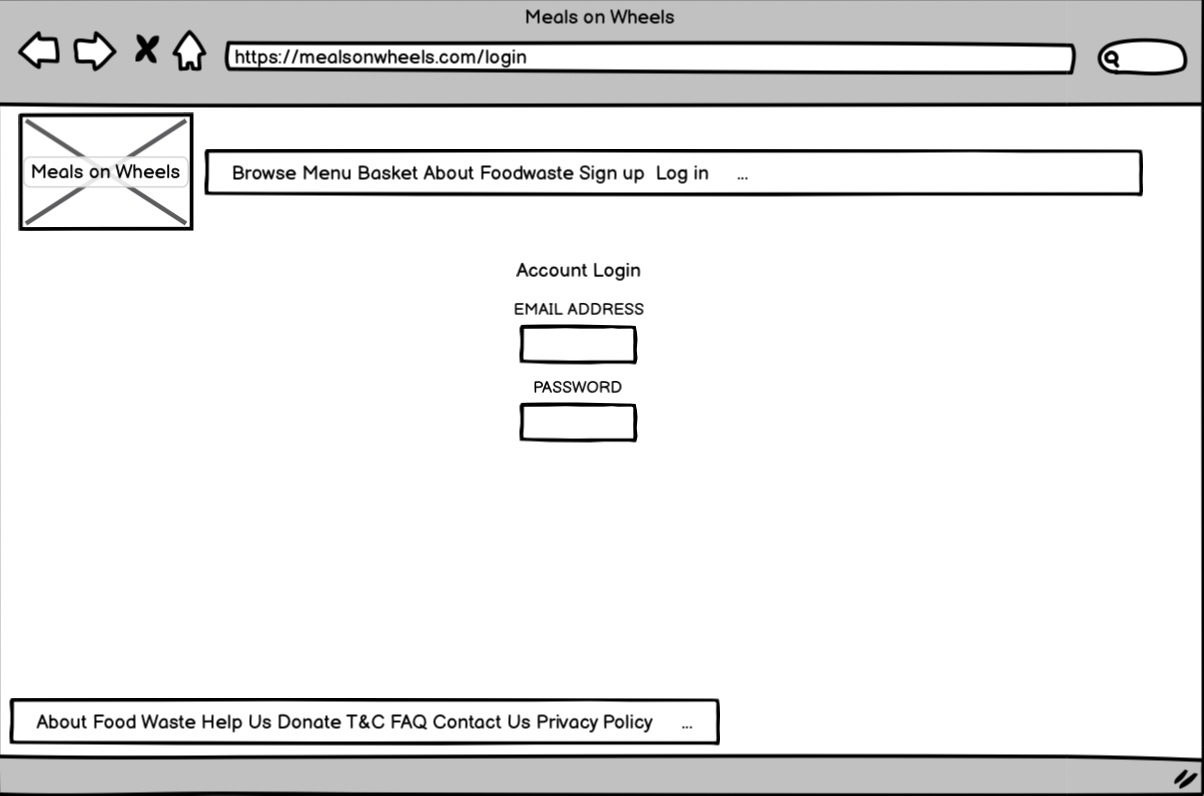 Meals on Wheels
https://mealsonwheels.com/login
Meals on Wheels
Browse Menu Basket About Foodwaste Sign up Log in ...
Account Login
EMAIL ADDRESS
PASSWORD
About Food Waste Help Us Donate T&C FAQ Contact Us Privacy Policy ...